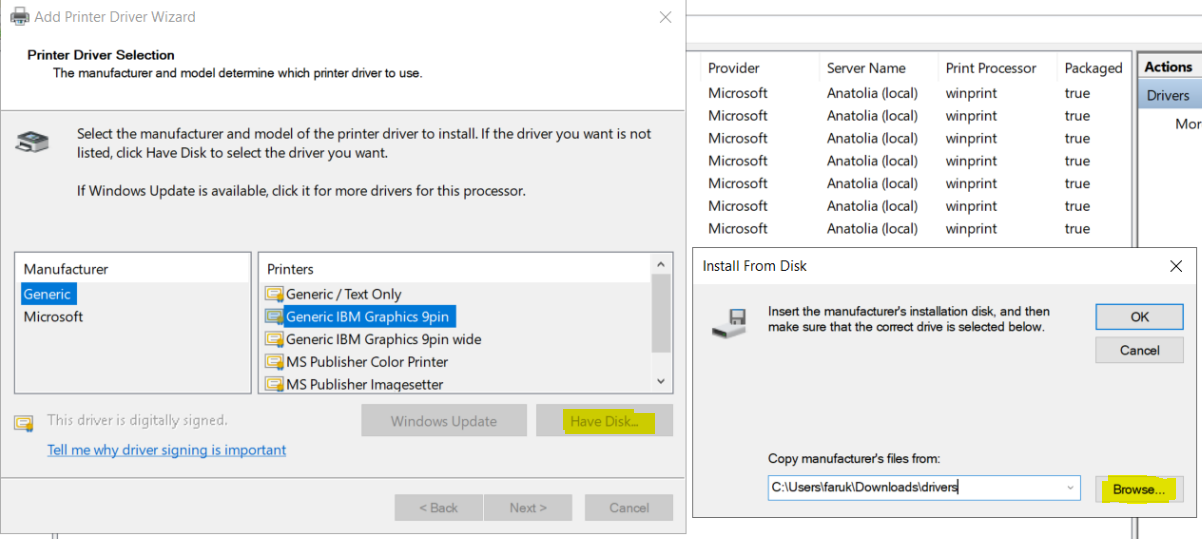 Add Printer Driver Wizard
Printer Driver Selection
The manufacturer and model determine which printer driver to use.
Select the manufacturer and model of the printer driver to install. If the driver you want is not
listed, click Have Disk to select the driver you want.
If Windows Update is available, click it for more drivers for this processor.
Manufacturer
Generic
Microsoft
Printers
Generic / Text Only
Generic IBM Graphics 9pin
Generic IBM Graphics 9pin wide
MS Publisher Color Printer
MS Publisher Imagesetter
This driver is digitally signed.
Windows Update
Have Disk...
Tell me why driver signing is important
< Back
Next >
Cancel
Provider Server Name Print Processor Packaged
Microsoft Anatolia (local) winprint true
Microsoft Anatolia (local) winprint true
Microsoft Anatolia (local) winprint true
Microsoft Anatolia (local) winprint true
Microsoft Anatolia (local) winprint true
Microsoft Anatolia (local) winprint true
Microsoft Anatolia (local) winprint true
Actions
Drivers
Mor
Install From Disk
Insert the manufacturer's installation disk, and then
make sure that the correct drive is selected below.
OK
Cancel
Copy manufacturer's files from:
C:\Users\faruk\Downloads\drivers
Browse...